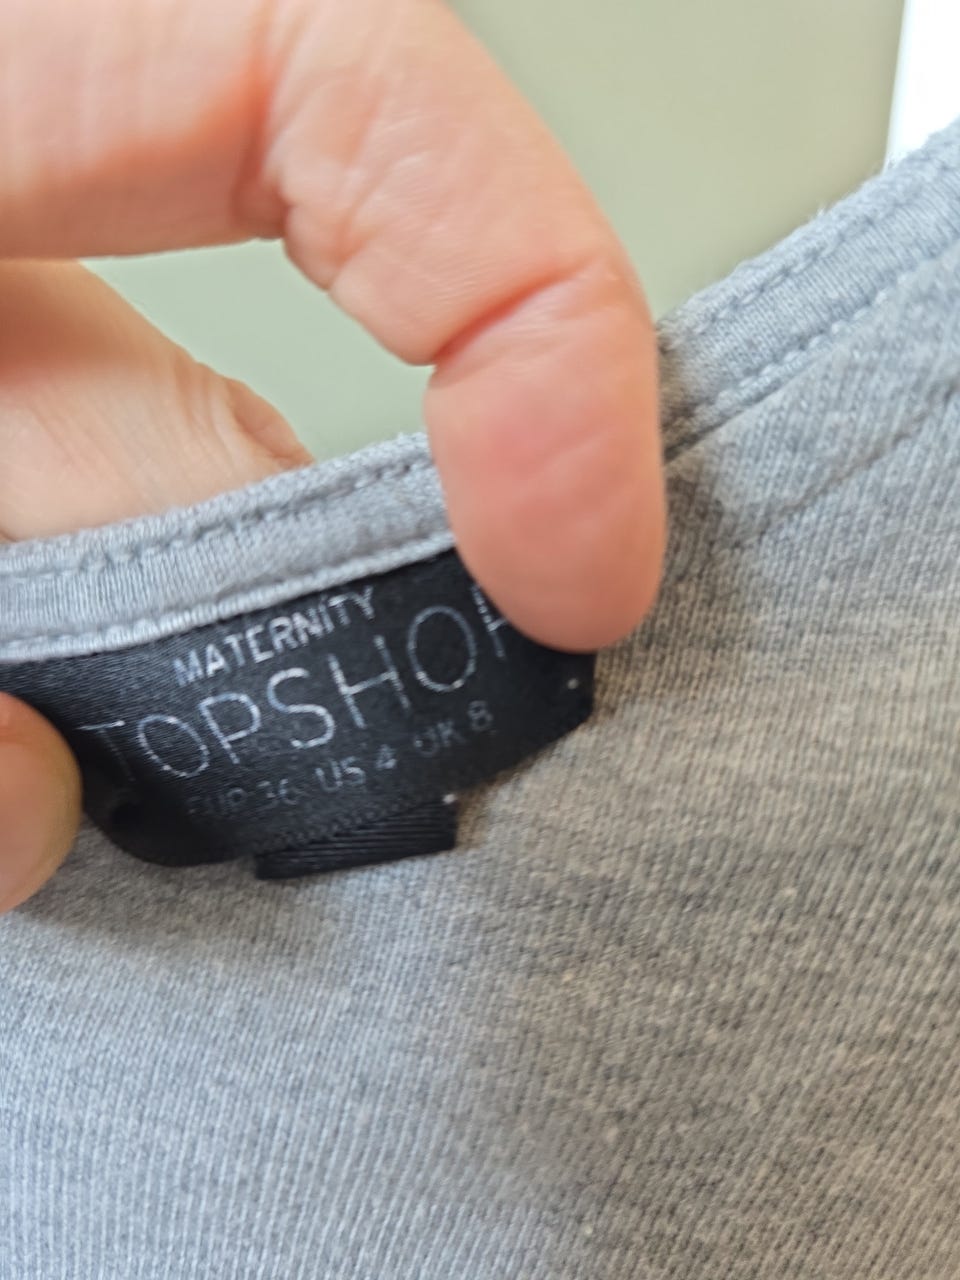 MATERNITY
TOPSHOP
EUR 36 US 4 UK 8